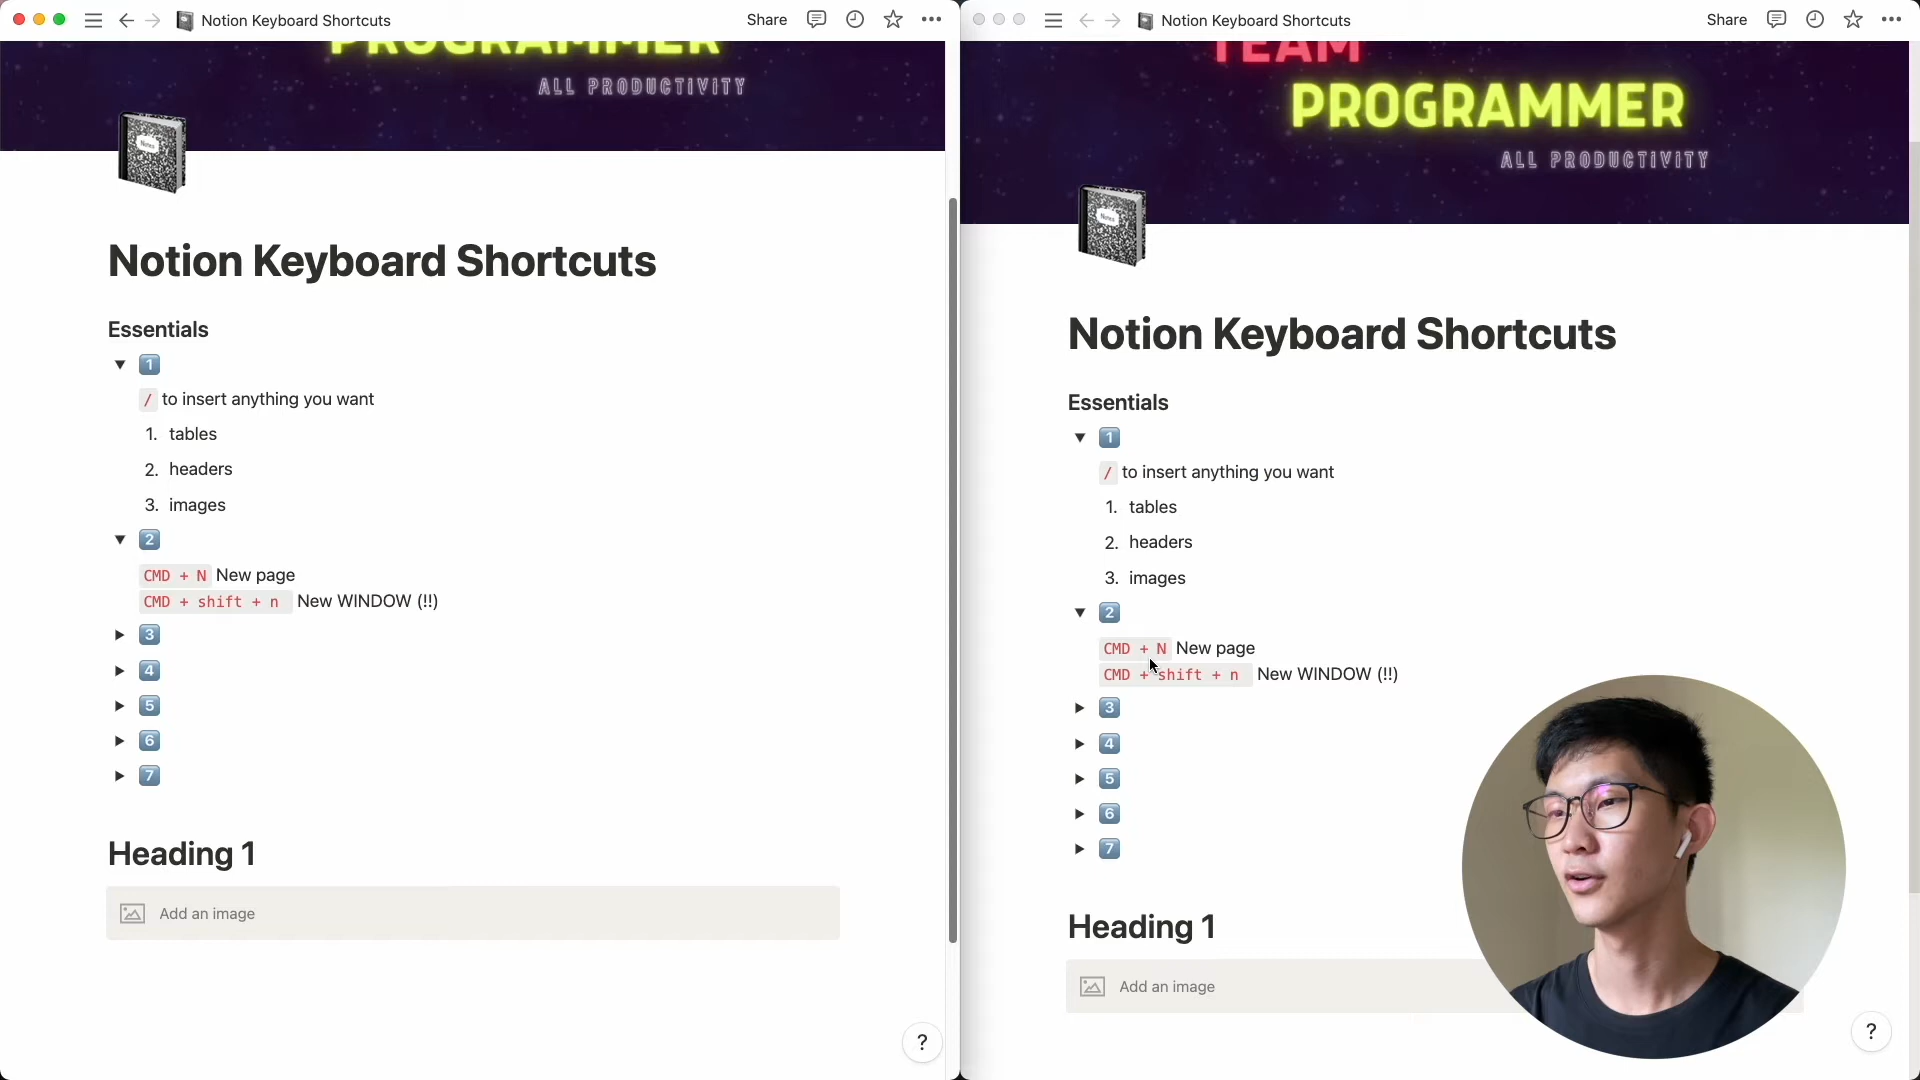 Notion Keyboard Shortcuts
Share
PROGRAMMER
ALL PRODUCTIVITY
Notes
Notion Keyboard Shortcuts
Essentials
1
/ to insert anything you want
1. tables
2. headers
3. images
2
CMD + N New page
CMD + shift + n New WINDOW (!!)
3
4
5
6
7
Heading 1
Add an image
?
Notion Keyboard Shortcuts
Share
TEAM
PROGRAMMER
ALL PRODUCTIVITY
Notes
Notion Keyboard Shortcuts
Essentials
1
/ to insert anything you want
1. tables
2. headers
3. images
2
CMD + N New page
CMD + shift + n New WINDOW (!!)
3
4
5
6
7
Heading 1
Add an image
?